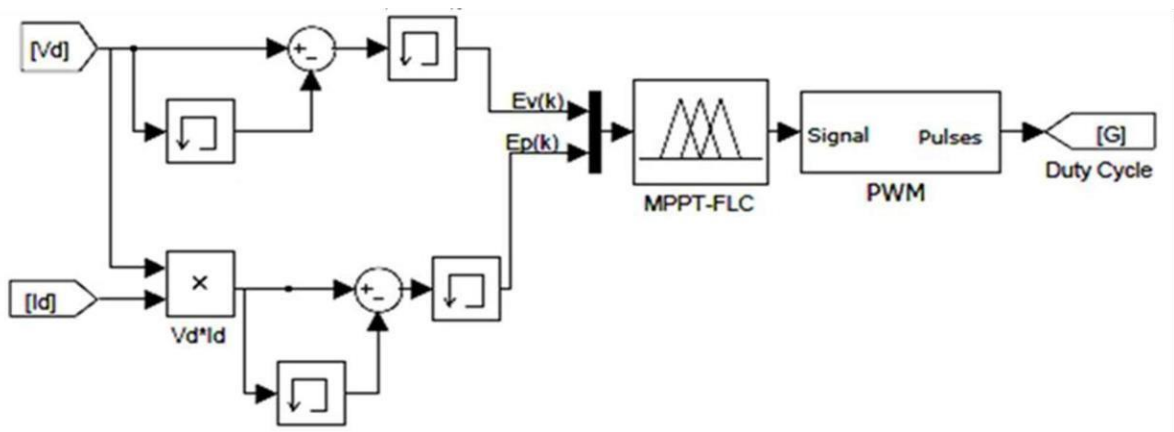 [Vd]
+
−
Ev(k)
Ep(k)
MPPT-FLC
Signal Pulses
PWM
[G]
Duty Cycle
[Id]
×
Vd*Id
+
−